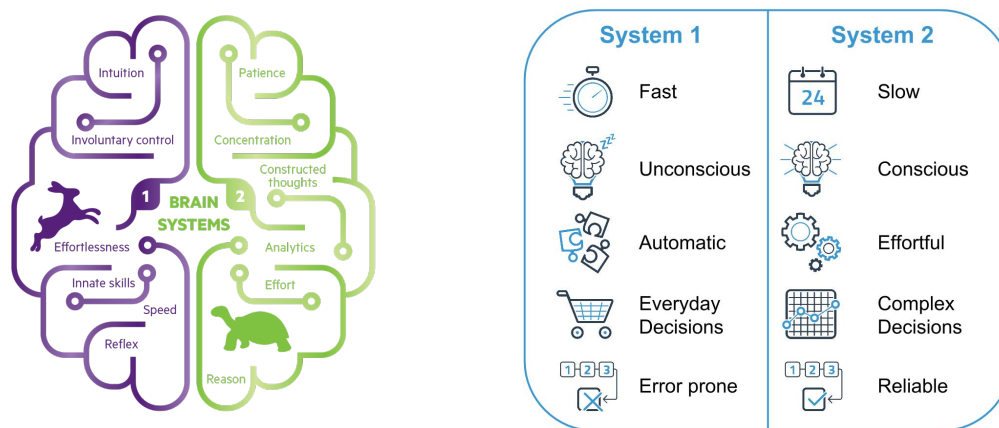 Intuition
Patience
Involuntary control
Concentration
Constructed
thoughts
1
BRAIN
SYSTEMS
2
Effortlessness
Analytics
Innate skills
Effort
Speed
Reflex
Reason
System 1
System 2
Fast
24
Slow
zzz
Unconscious
Conscious
Automatic
Effortful
Everyday
Decisions
Complex
Decisions
1 2 3
Error prone
1 2 3
Reliable